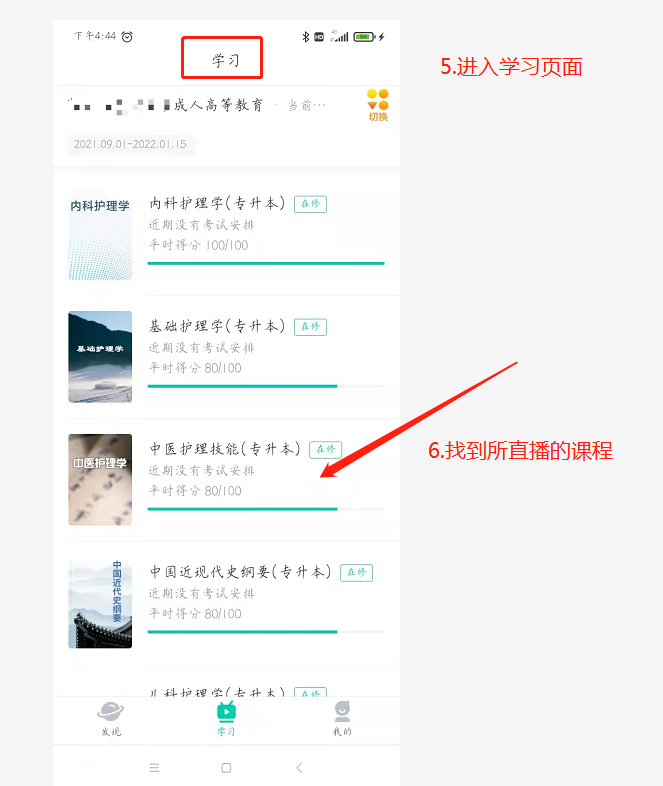 下午4:44
学习
5.进入学习页面
成人高等教育 · 当前…
切换
2021.09.01-2022.01.15
内科护理学
内科护理学(专升本) 在修
近期没有考试安排
平时得分 100/100
基础护理学
基础护理学(专升本) 在修
近期没有考试安排
平时得分 80/100
中医护理学
中医护理技能(专升本) 在修
近期没有考试安排
平时得分 80/100
6.找到所直播的课程
中国近代史纲要
中国近现代史纲要(专升本) 在修
近期没有考试安排
平时得分 80/100
儿科护理学(专升本) 在修
发现
学习
我的